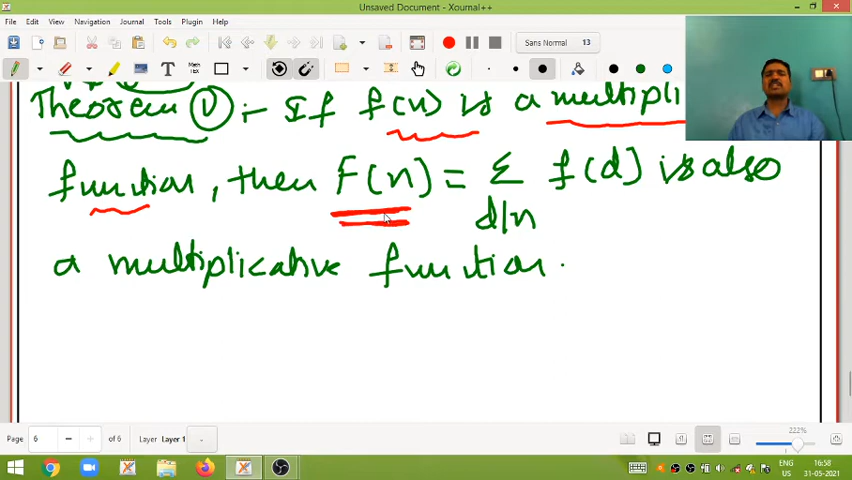 Unsaved Document - Xournal++
File Edit View Navigation Journal Tools Plugin Help
Sans Normal 13
Theorem V :- If f(n) is a multipli
function, then F(n) = Σ f(d) is also
d/n
a multiplicative function.
Page 6 of 6 Layer Layer 1
222%
ENG 16:58
US 31-05-2021